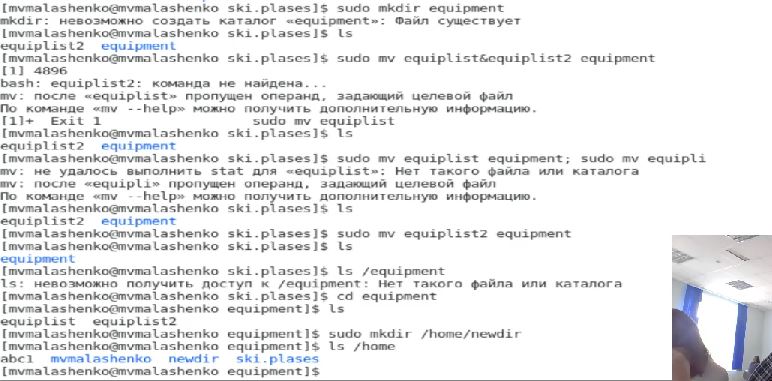 [mvmalashenko@mvmalashenko ski.plases]$ sudo mkdir equipment
mkdir: невозможно создать каталог «equipment»: Файл существует
[mvmalashenko@mvmalashenko ski.plases]$ ls
equiplist2  equipment
[mvmalashenko@mvmalashenko ski.plases]$ sudo mv equiplist&equiplist2 equipment
[1] 4896
bash: equiplist2: команда не найдена...
mv: после «equiplist» пропущен операнд, задающий целевой файл
По команде «mv --help» можно получить дополнительную информацию.
[1]+  Exit 1                  sudo mv equiplist
[mvmalashenko@mvmalashenko ski.plases]$ ls
equiplist2  equipment
[mvmalashenko@mvmalashenko ski.plases]$ sudo mv equiplist equipment; sudo mv equipli
mv: не удалось выполнить stat для «equiplist»: Нет такого файла или каталога
mv: после «equipli» пропущен операнд, задающий целевой файл
По команде «mv --help» можно получить дополнительную информацию.
[mvmalashenko@mvmalashenko ski.plases]$ ls
equiplist2  equipment
[mvmalashenko@mvmalashenko ski.plases]$ sudo mv equiplist2 equipment
[mvmalashenko@mvmalashenko ski.plases]$ ls
equipment
[mvmalashenko@mvmalashenko ski.plases]$ ls /equipment
ls: невозможно получить доступ к /equipment: Нет такого файла или каталога
[mvmalashenko@mvmalashenko ski.plases]$ cd equipment
[mvmalashenko@mvmalashenko equipment]$ ls
equiplist  equiplist2
[mvmalashenko@mvmalashenko equipment]$ sudo mkdir /home/newdir
[mvmalashenko@mvmalashenko equipment]$ ls /home
abc1  mvmalashenko  newdir  ski.plases
[mvmalashenko@mvmalashenko equipment]$